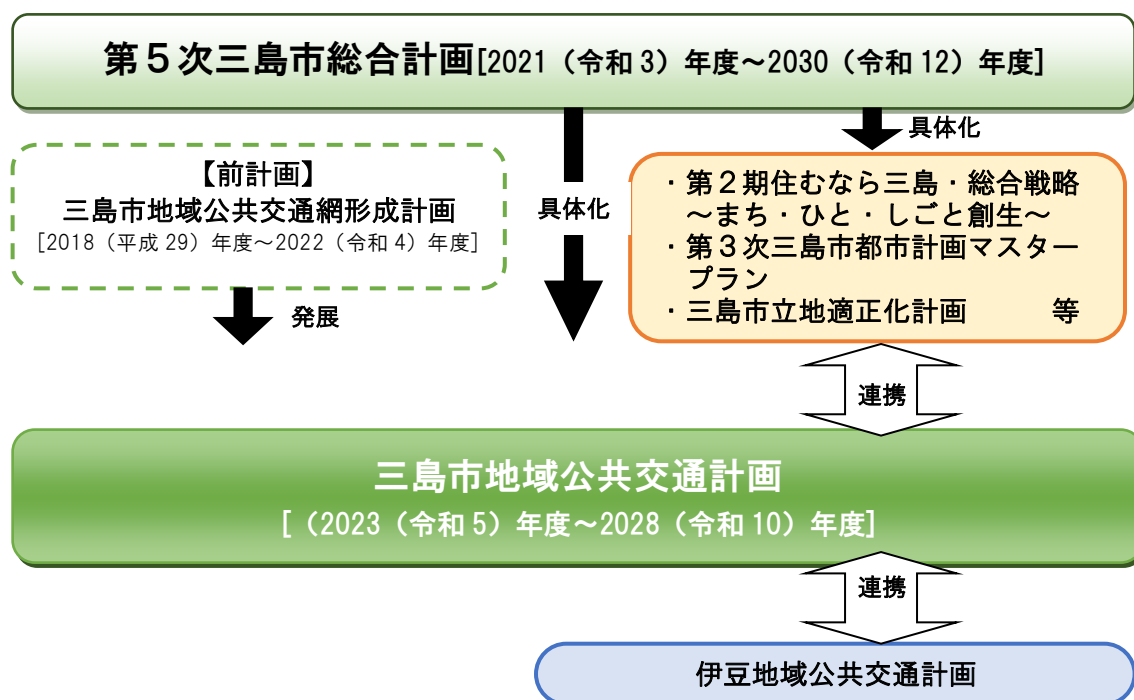 第5次三島市総合計画[2021（令和3）年度～2030（令和12）年度]
具体化
【前計画】
三島市地域公共交通網形成計画
[2018（平成29）年度～2022（令和4）年度]
具体化
・第2期住むなら三島・総合戦略
～まち・ひと・しごと創生～
・第3次三島市都市計画マスター
プラン
・三島市立地適正化計画　　　等
発展
連携
三島市地域公共交通計画
[（2023（令和5）年度～2028（令和10）年度]
連携
伊豆地域公共交通計画